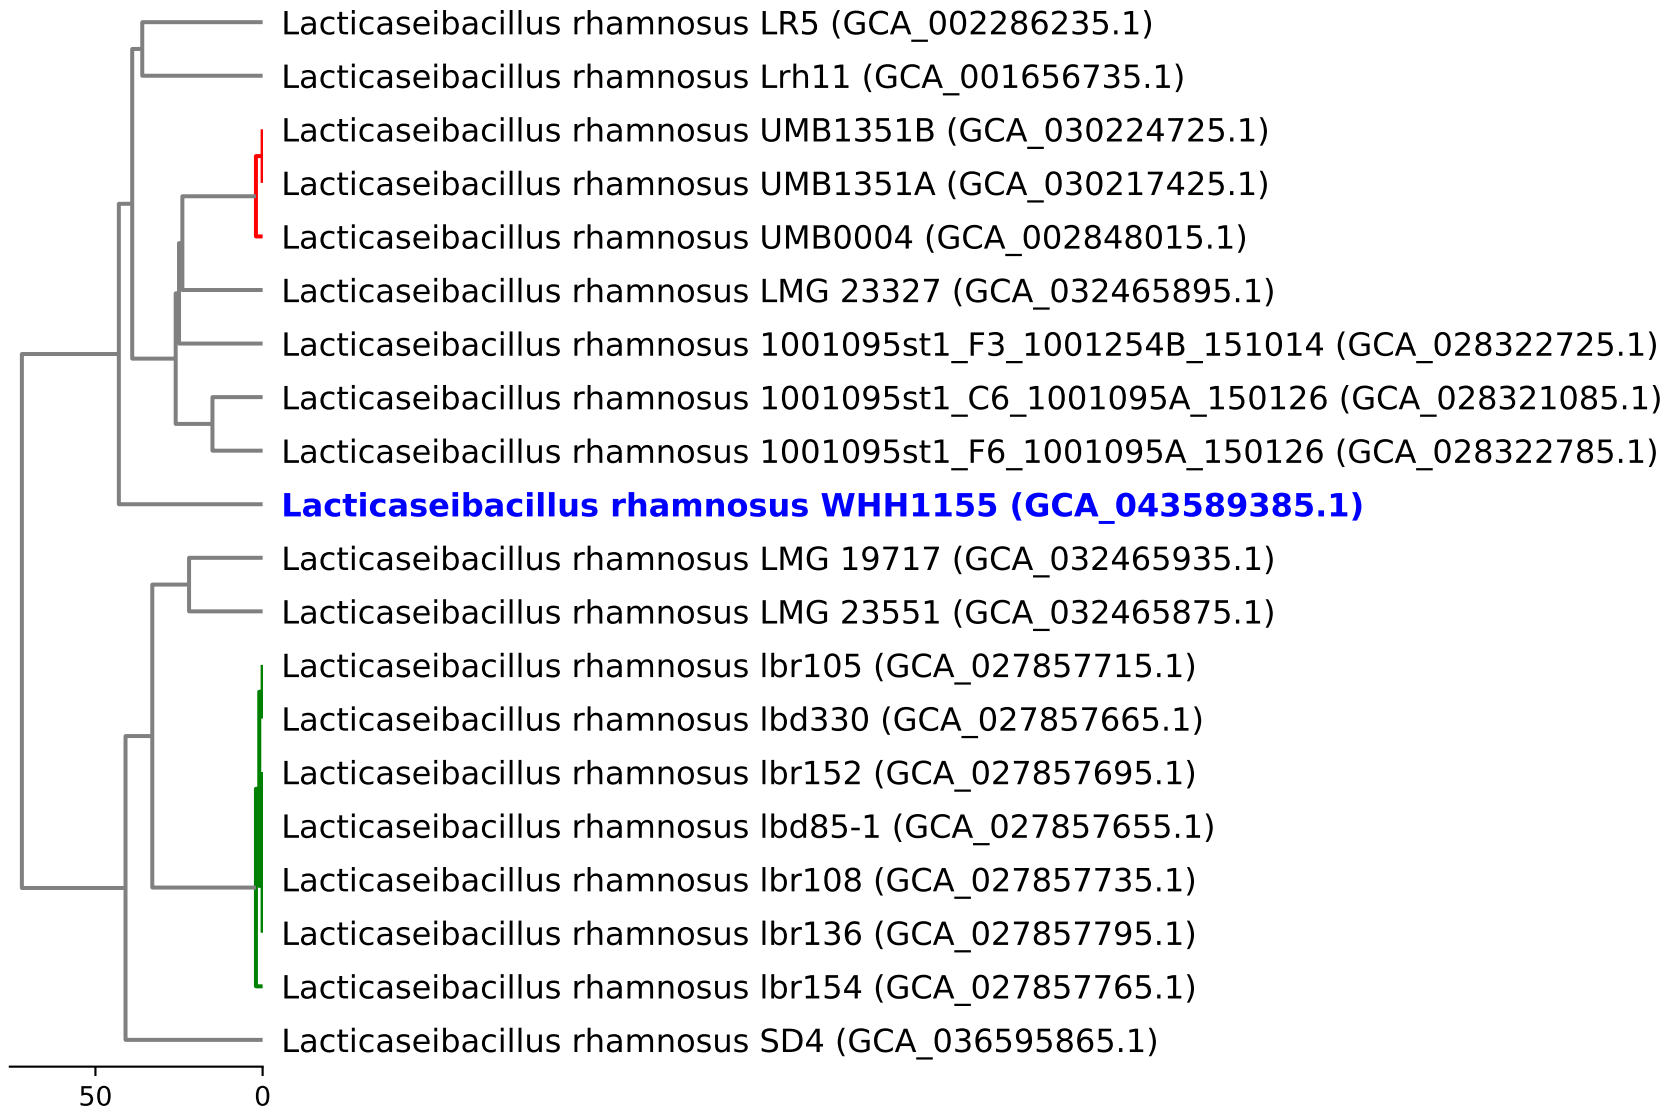 Lacticaseibacillus rhamnosus LR5 (GCA_002286235.1)
Lacticaseibacillus rhamnosus Lrh11 (GCA_001656735.1)
Lacticaseibacillus rhamnosus UMB1351B (GCA_030224725.1)
Lacticaseibacillus rhamnosus UMB1351A (GCA_030217425.1)
Lacticaseibacillus rhamnosus UMB0004 (GCA_002848015.1)
Lacticaseibacillus rhamnosus LMG 23327 (GCA_032465895.1)
Lacticaseibacillus rhamnosus 1001095st1_F3_1001254B_151014 (GCA_028322725.1)
Lacticaseibacillus rhamnosus 1001095st1_C6_1001095A_150126 (GCA_028321085.1)
Lacticaseibacillus rhamnosus 1001095st1_F6_1001095A_150126 (GCA_028322785.1)
Lacticaseibacillus rhamnosus WHH1155 (GCA_043589385.1)
Lacticaseibacillus rhamnosus LMG 19717 (GCA_032465935.1)
Lacticaseibacillus rhamnosus LMG 23551 (GCA_032465875.1)
Lacticaseibacillus rhamnosus lbr105 (GCA_027857715.1)
Lacticaseibacillus rhamnosus lbd330 (GCA_027857665.1)
Lacticaseibacillus rhamnosus lbr152 (GCA_027857695.1)
Lacticaseibacillus rhamnosus lbd85-1 (GCA_027857655.1)
Lacticaseibacillus rhamnosus lbr108 (GCA_027857735.1)
Lacticaseibacillus rhamnosus lbr136 (GCA_027857795.1)
Lacticaseibacillus rhamnosus lbr154 (GCA_027857765.1)
Lacticaseibacillus rhamnosus SD4 (GCA_036595865.1)
50 0